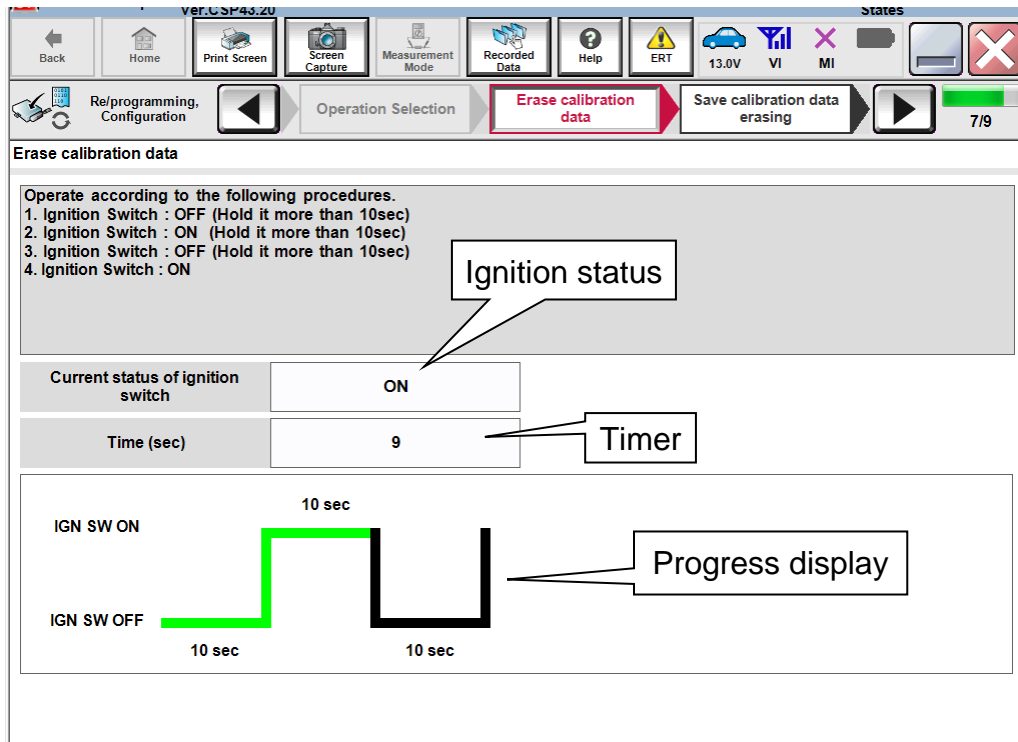 Ver.CSP43.20
States
Back
Home
Print Screen
Screen
Capture
Measurement
Mode
Recorded
Data
Help
ERT
13.0V
VI
MI
Re/programming,
Configuration
Operation Selection
Erase calibration
data
Save calibration data
erasing
7/9
Erase calibration data
Operate according to the following procedures.
1. Ignition Switch : OFF (Hold it more than 10sec)
2. Ignition Switch : ON  (Hold it more than 10sec)
3. Ignition Switch : OFF (Hold it more than 10sec)
4. Ignition Switch : ON
Ignition status
Current status of ignition
switch
ON
Time (sec)
9
Timer
10 sec
IGN SW ON
Progress display
IGN SW OFF
10 sec
10 sec